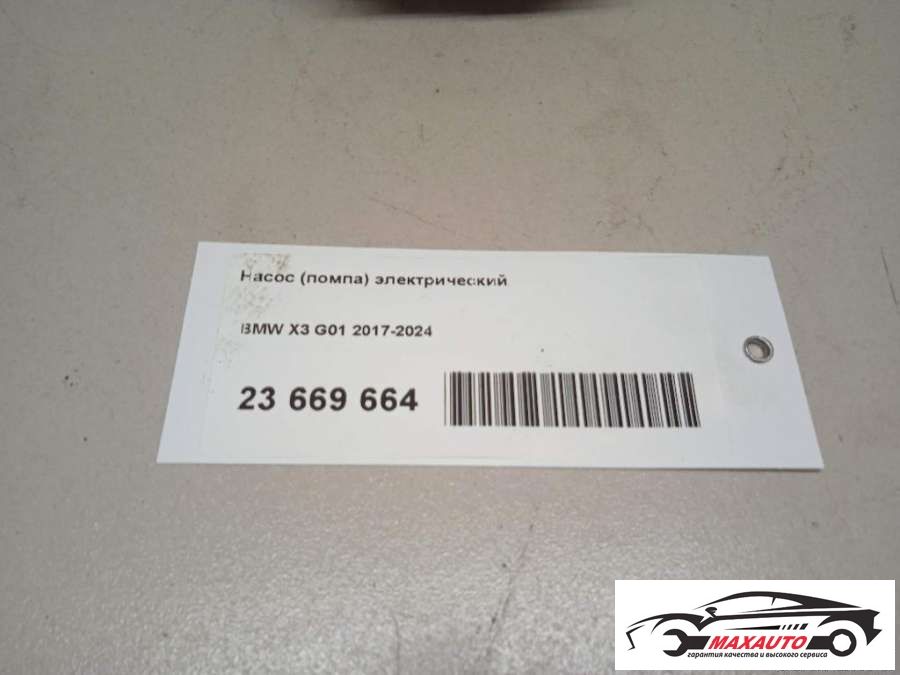 Насос (помпа) электрический
BMW X3 G01 2017-2024
23 669 664
MAXAUTO
гарантия качества и высокого сервиса